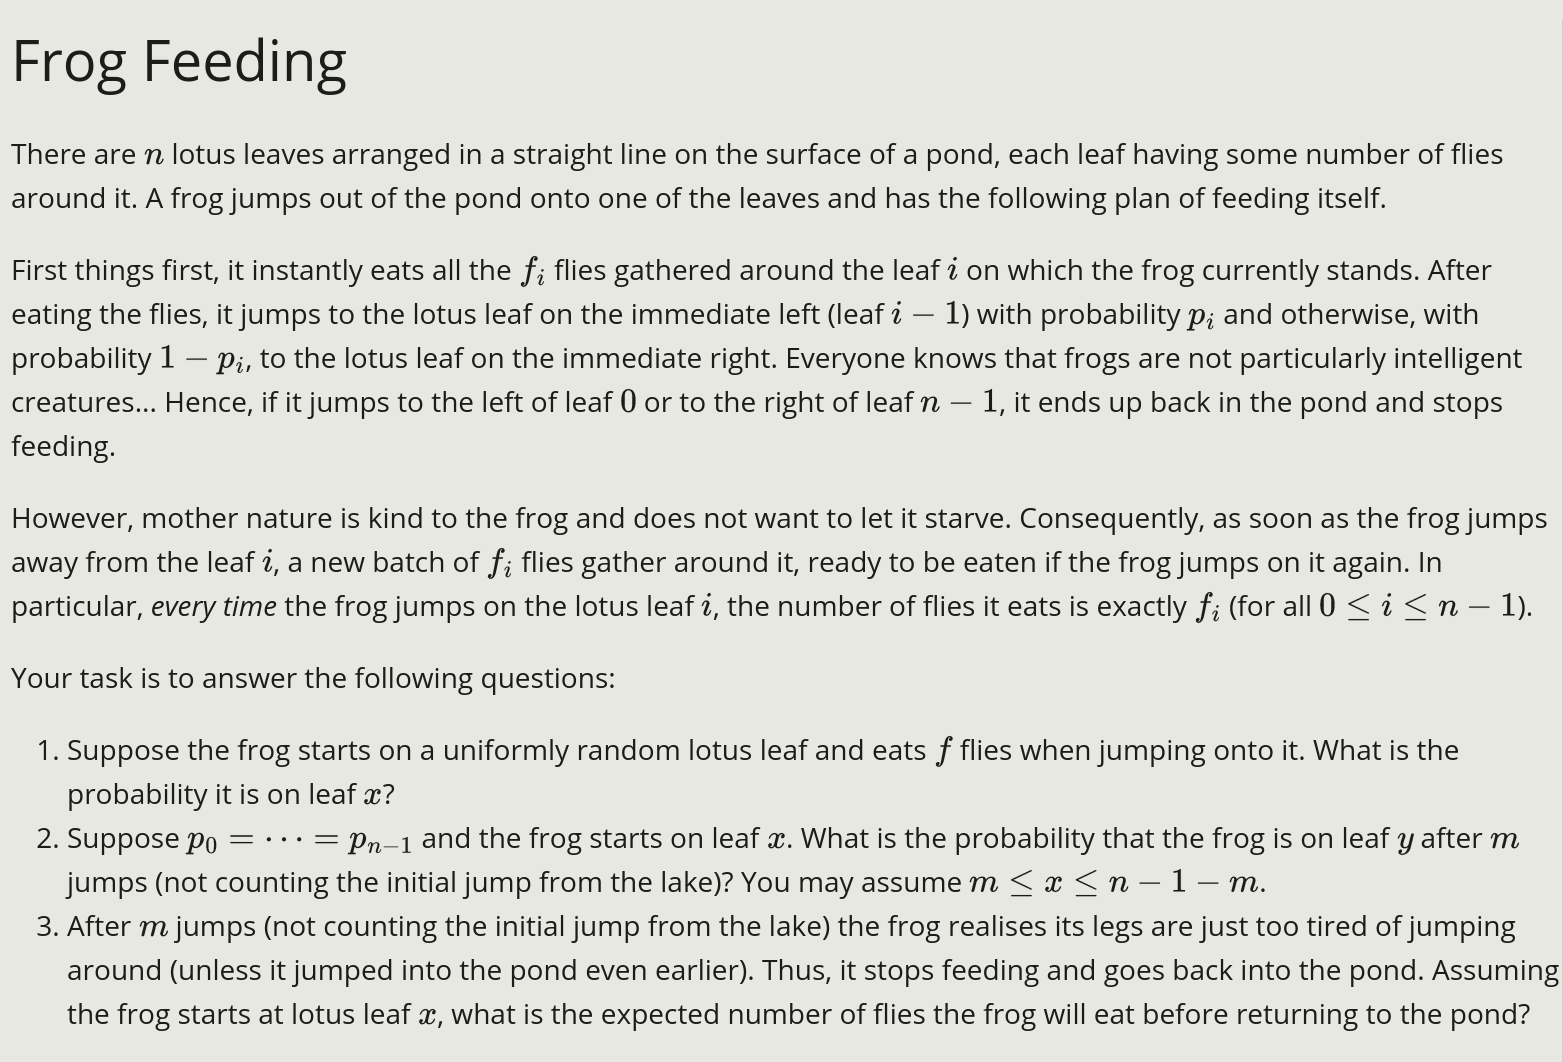 Frog Feeding
There are n lotus leaves arranged in a straight line on the surface of a pond, each leaf having some number of flies
around it. A frog jumps out of the pond onto one of the leaves and has the following plan of feeding itself.
First things first, it instantly eats all the f_i flies gathered around the leaf i on which the frog currently stands. After
eating the flies, it jumps to the lotus leaf on the immediate left (leaf i − 1) with probability p_i and otherwise, with
probability 1 − p_i, to the lotus leaf on the immediate right. Everyone knows that frogs are not particularly intelligent
creatures... Hence, if it jumps to the left of leaf 0 or to the right of leaf n − 1, it ends up back in the pond and stops
feeding.
However, mother nature is kind to the frog and does not want to let it starve. Consequently, as soon as the frog jumps
away from the leaf i, a new batch of f_i flies gather around it, ready to be eaten if the frog jumps on it again. In
particular, every time the frog jumps on the lotus leaf i, the number of flies it eats is exactly f_i (for all 0 ≤ i ≤ n − 1).
Your task is to answer the following questions:
1. Suppose the frog starts on a uniformly random lotus leaf and eats f flies when jumping onto it. What is the
probability it is on leaf x?
2. Suppose p_0 = ⋯ = p_{n−1} and the frog starts on leaf x. What is the probability that the frog is on leaf y after m
jumps (not counting the initial jump from the lake)? You may assume m ≤ x ≤ n − 1 − m.
3. After m jumps (not counting the initial jump from the lake) the frog realises its legs are just too tired of jumping
around (unless it jumped into the pond even earlier). Thus, it stops feeding and goes back into the pond. Assuming
the frog starts at lotus leaf x, what is the expected number of flies the frog will eat before returning to the pond?